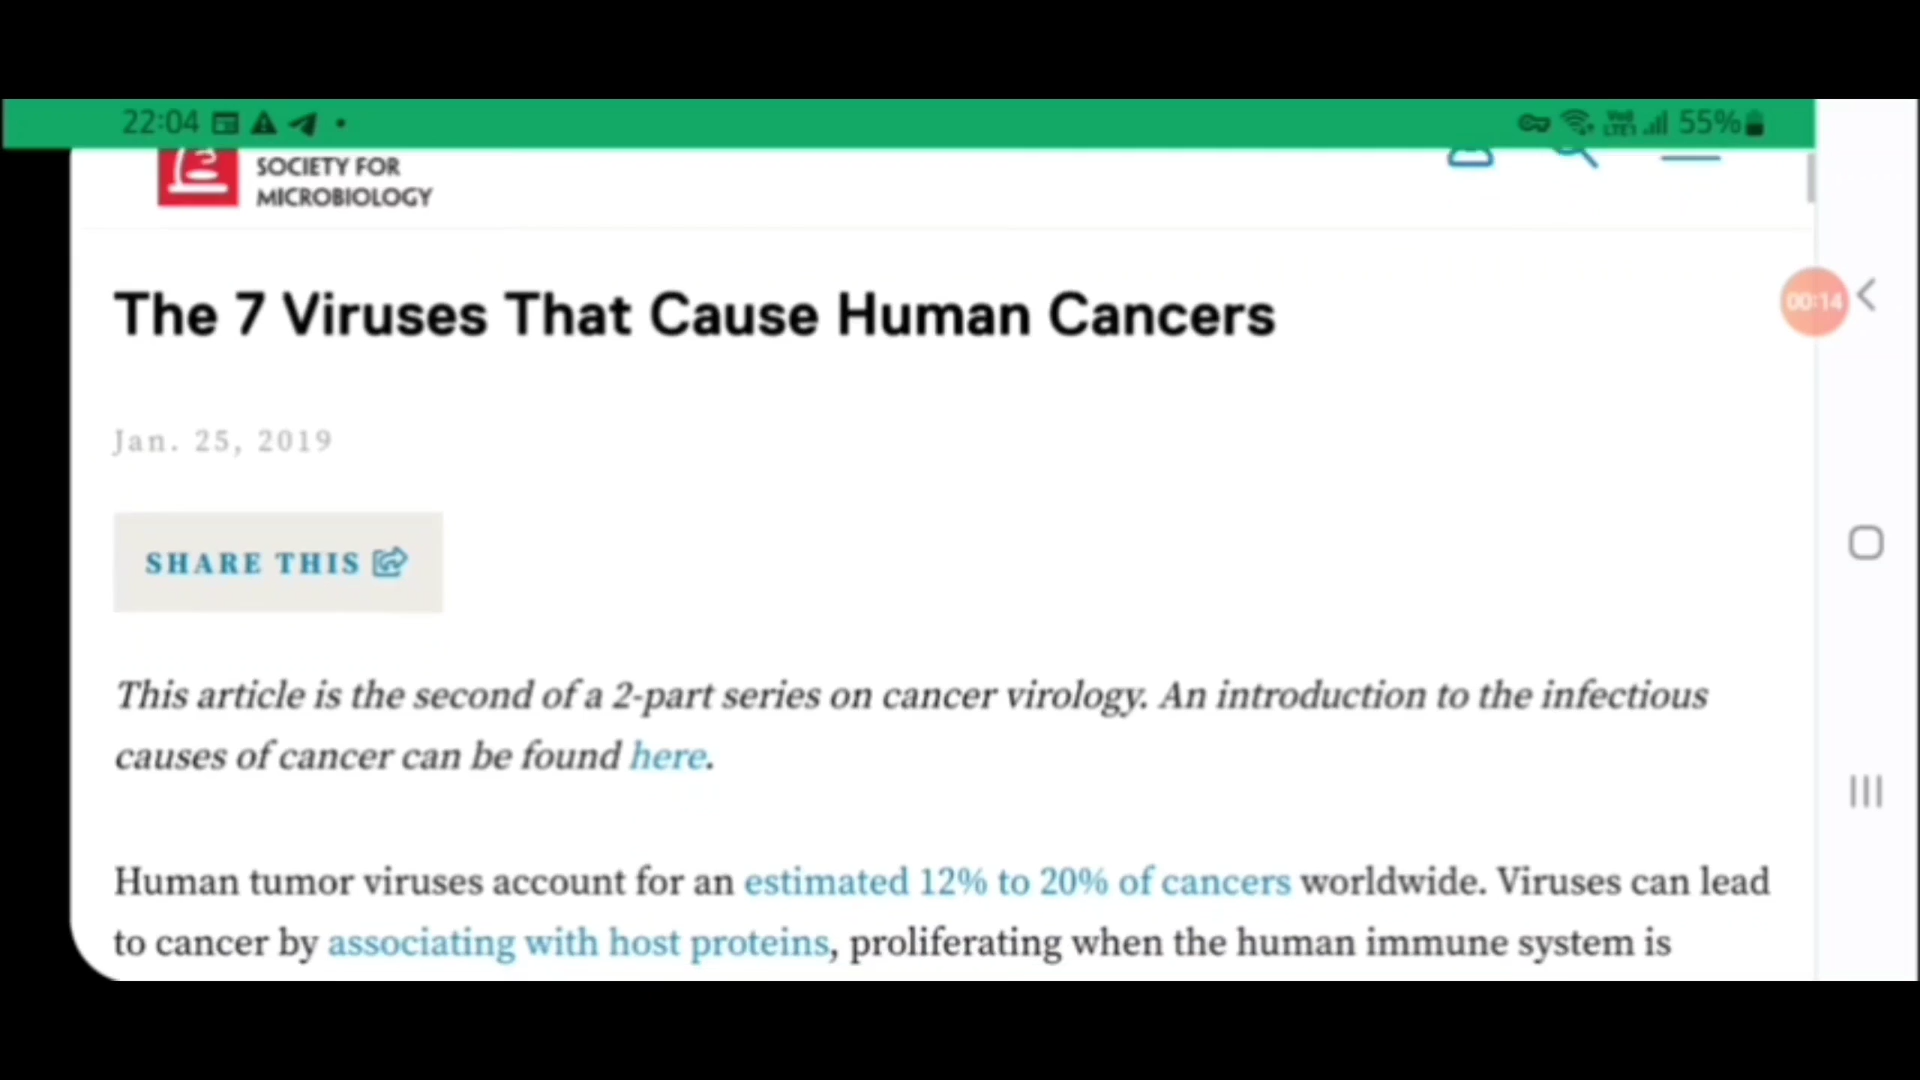 22:04
55%
SOCIETY FOR
MICROBIOLOGY
The 7 Viruses That Cause Human Cancers
00:14
Jan. 25, 2019
SHARE THIS
This article is the second of a 2-part series on cancer virology. An introduction to the infectious
causes of cancer can be found here.
Human tumor viruses account for an estimated 12% to 20% of cancers worldwide. Viruses can lead
to cancer by associating with host proteins, proliferating when the human immune system is